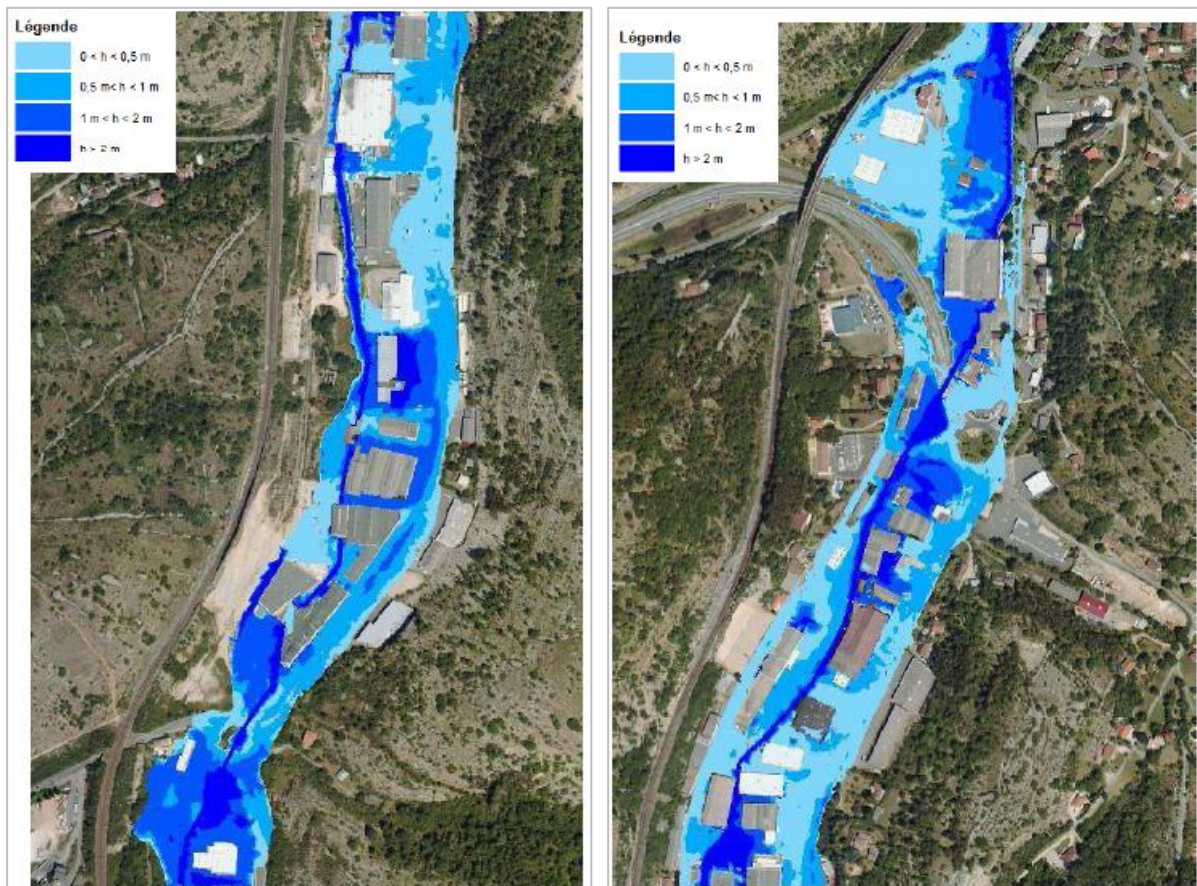 Légende
0 < h < 0,5 m
0,5 m < h < 1 m
1 m < h < 2 m
h > 2 m
Légende
0 < h < 0,5 m
0,5 m < h < 1 m
1 m < h < 2 m
h > 2 m